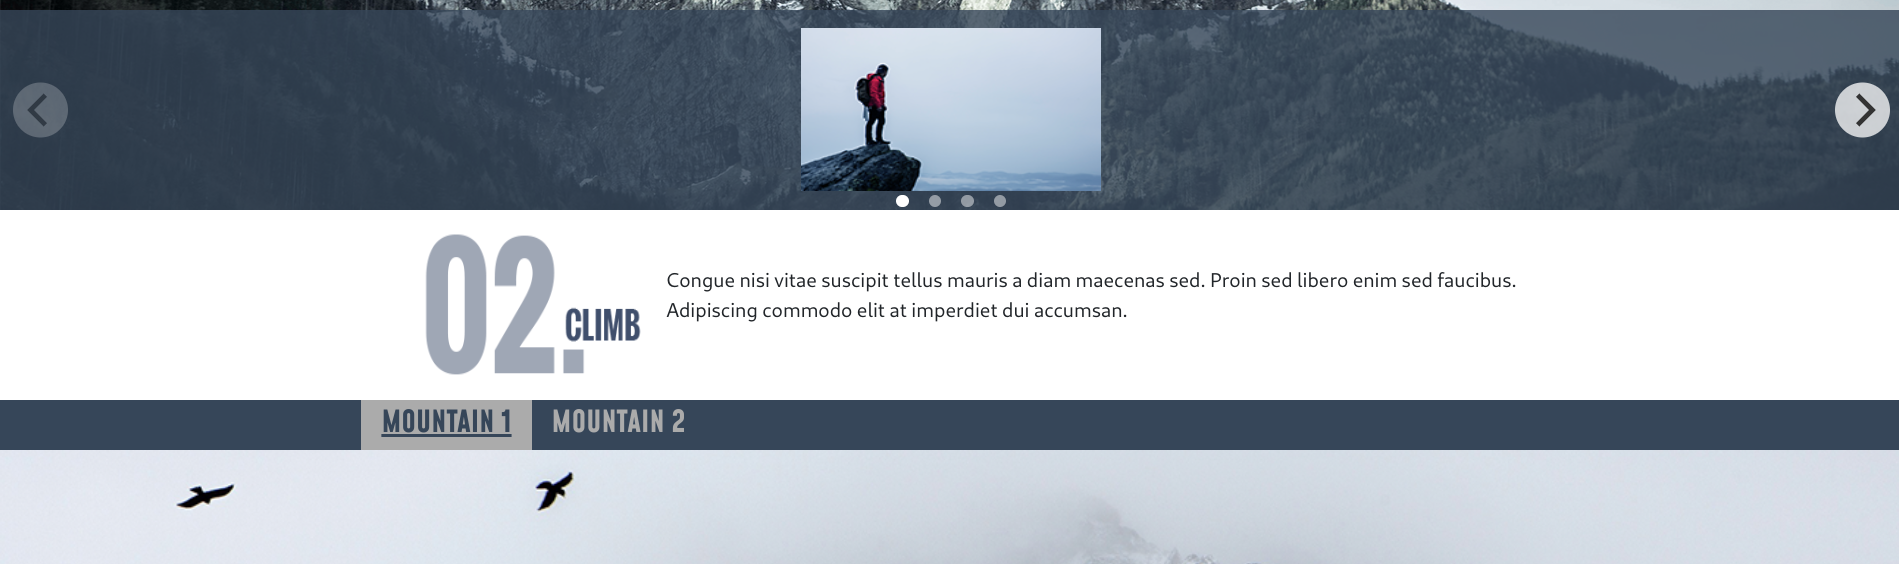 02.
CLIMB
Congue nisi vitae suscipit tellus mauris a diam maecenas sed. Proin sed libero enim sed faucibus.
Adipiscing commodo elit at imperdiet dui accumsan.
MOUNTAIN 1
MOUNTAIN 2